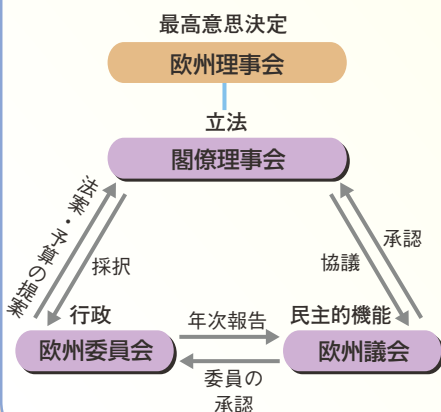 最高意思決定
欧州理事会
立法
閣僚理事会
法案・予算の提案
採択
協議
承認
行政
欧州委員会
年次報告
民主的機能
欧州議会
委員の
承認